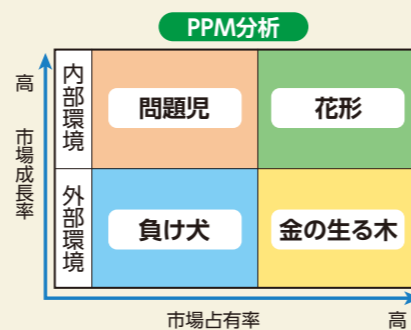 PPM分析
高
市場成長率
内部環境
問題児
花形
外部環境
負け犬
金の生る木
市場占有率
高